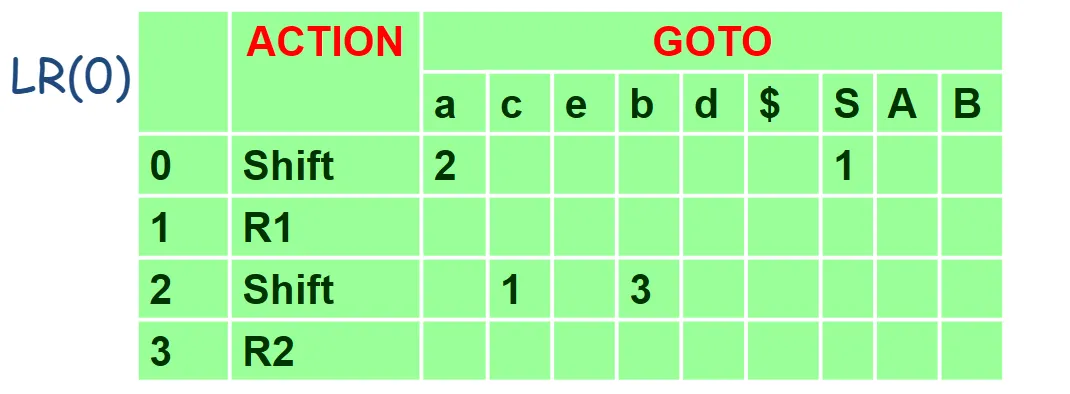 LR(0)
ACTION GOTO
a c e b d $ S A B
0 Shift 2 1
1 R1
2 Shift 1 3
3 R2